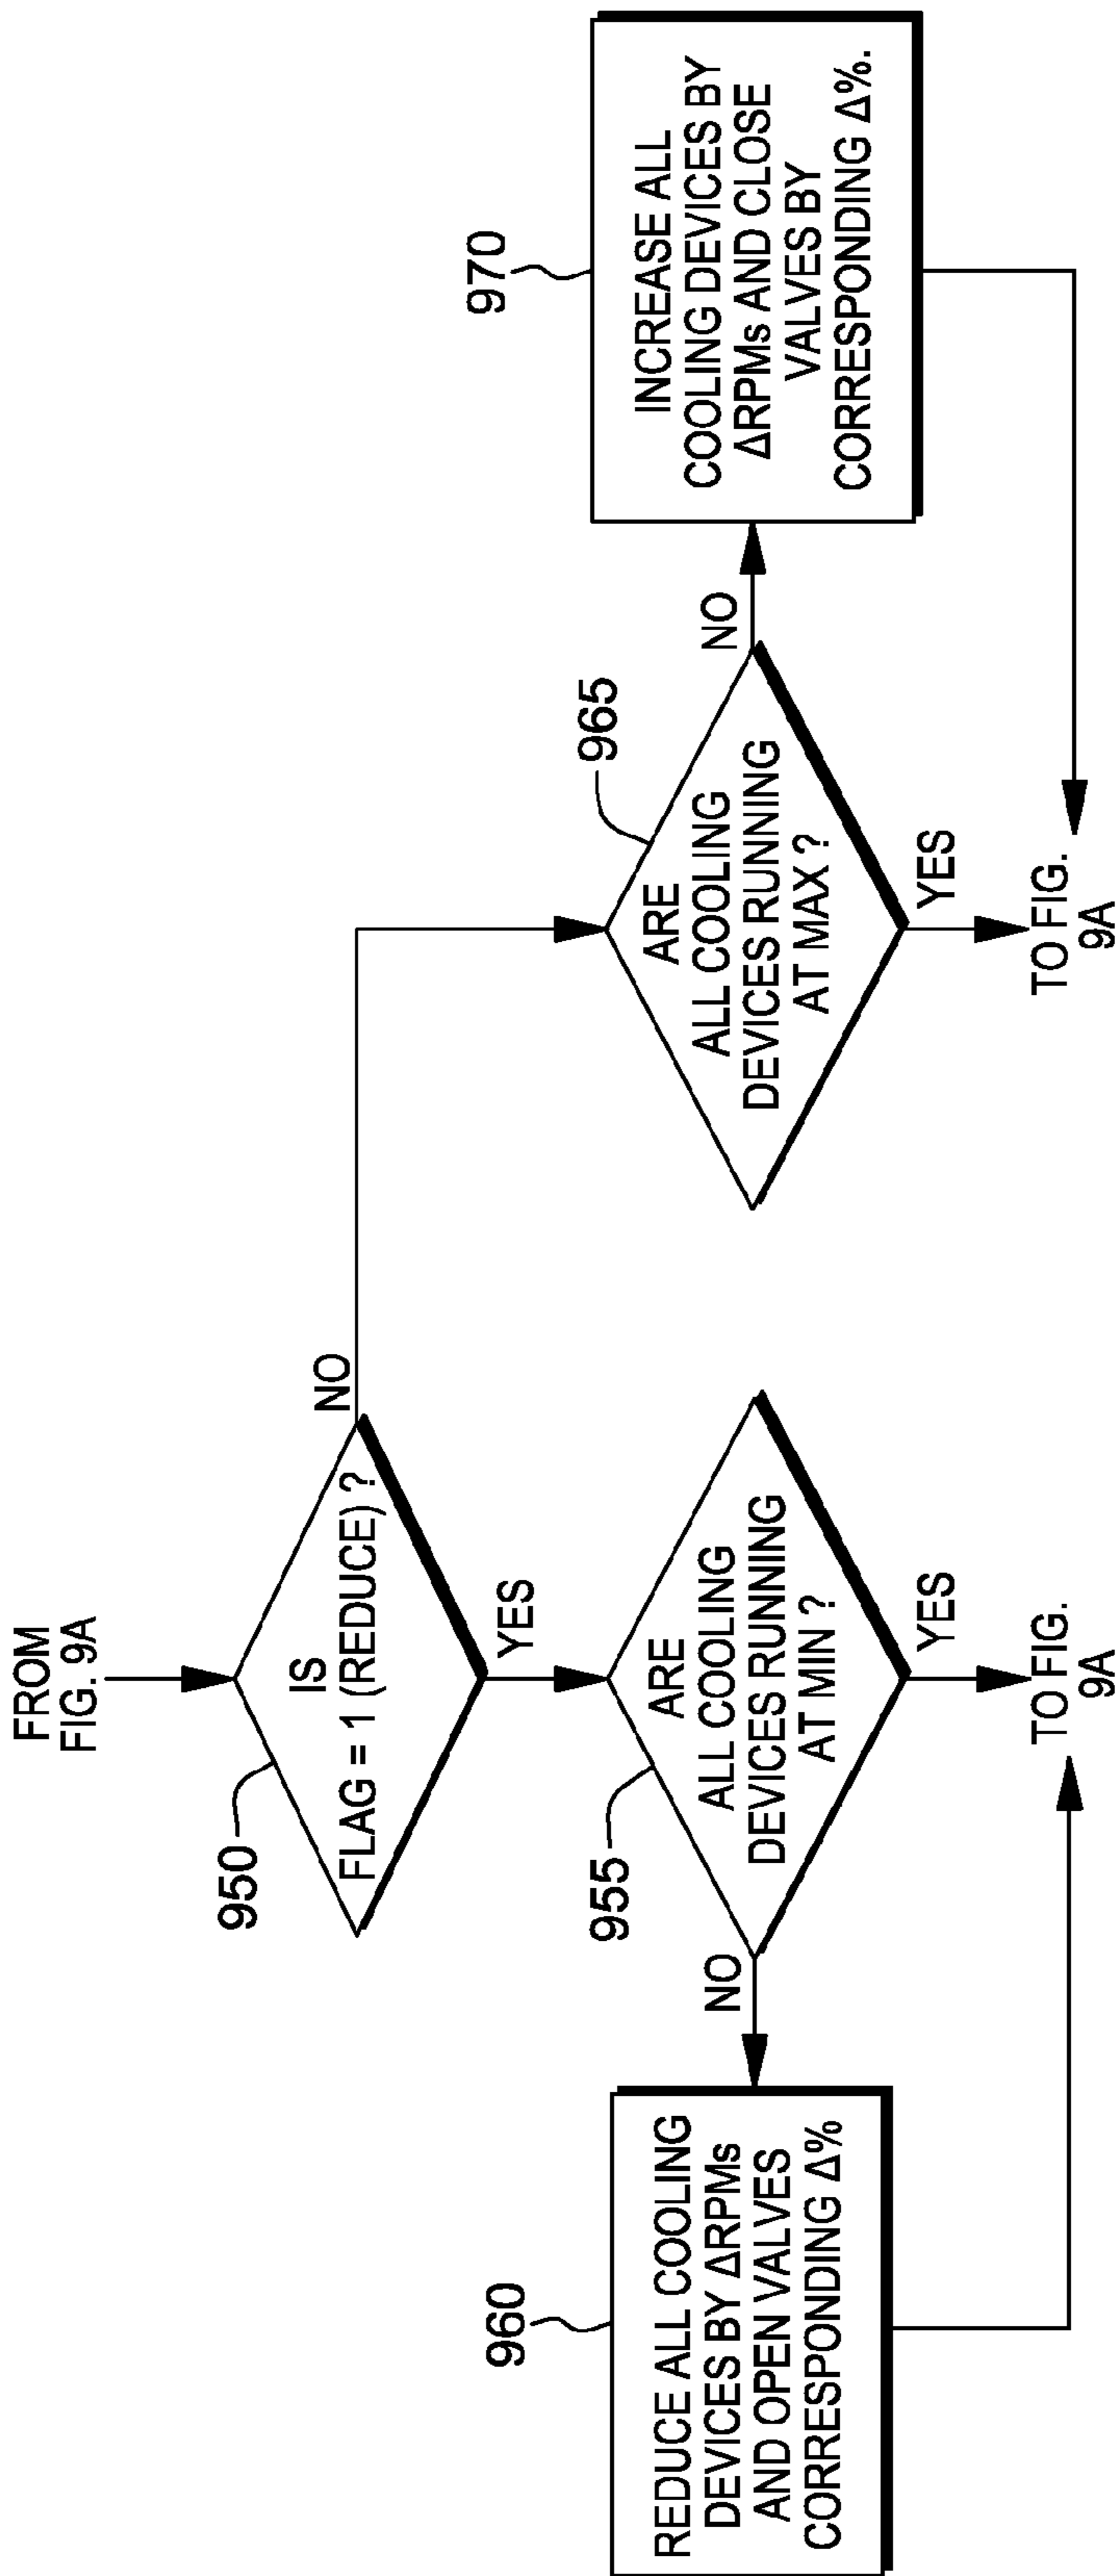 FROM
FIG. 9A
950
IS
FLAG = 1 (REDUCE) ?
NO
YES
955
ARE
ALL COOLING
DEVICES RUNNING
AT MIN ?
NO
YES
960
REDUCE ALL COOLING
DEVICES BY ΔRPMs
AND OPEN VALVES
CORRESPONDING Δ%
TO FIG.
9A
965
ARE
ALL COOLING
DEVICES RUNNING
AT MAX ?
NO
YES
970
INCREASE ALL
COOLING DEVICES BY
ΔRPMs AND CLOSE
VALVES BY
CORRESPONDING Δ%.
TO FIG.
9A